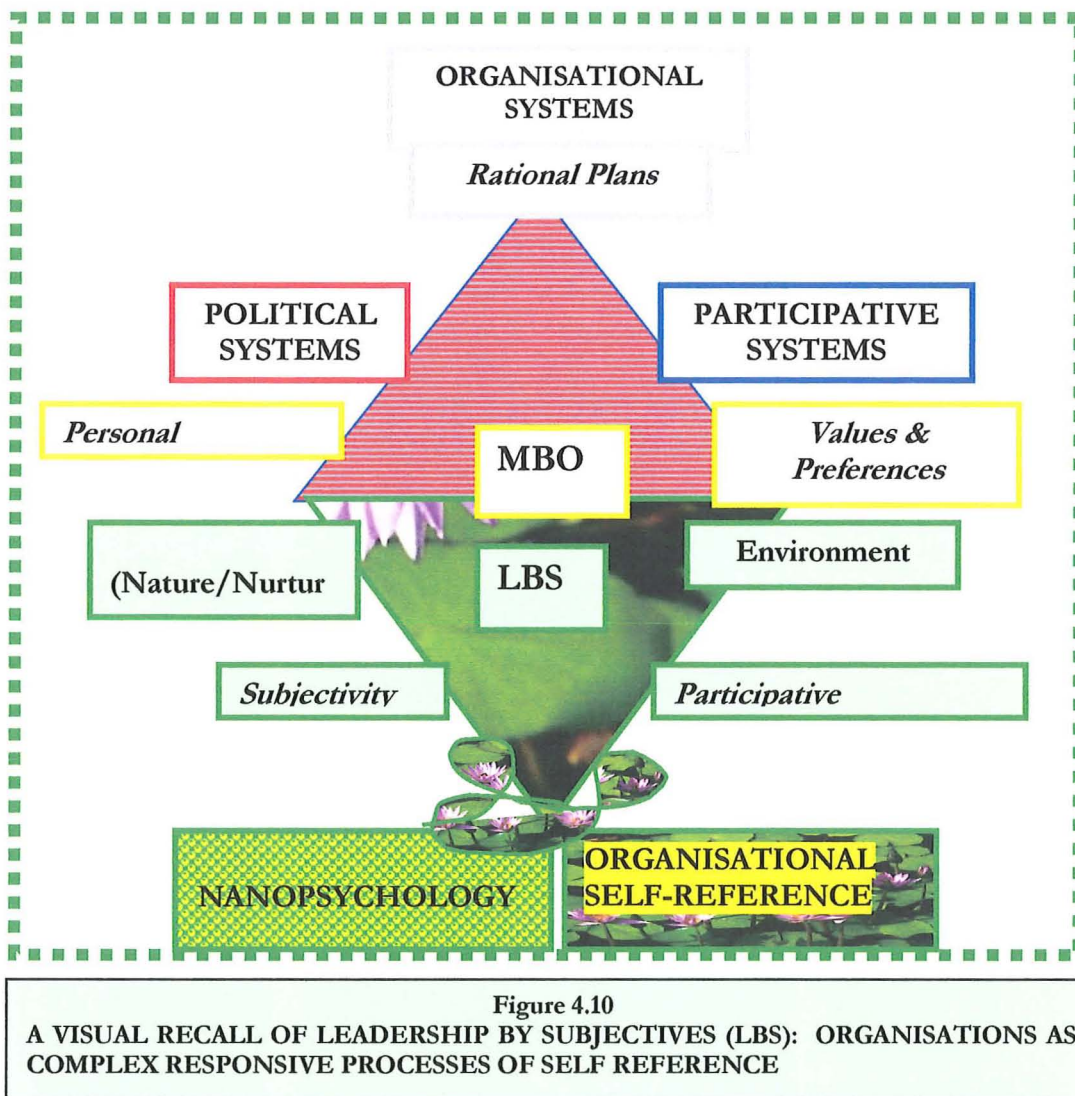 ORGANISATIONAL
SYSTEMS
Rational Plans
POLITICAL
SYSTEMS
PARTICIPATIVE
SYSTEMS
Personal
MBO
Values &
Preferences
(Nature/Nurtur
LBS
Environment
Subjectivity
Participative
NANOPSYCHOLOGY
ORGANISATIONAL
SELF-REFERENCE
Figure 4.10
A VISUAL RECALL OF LEADERSHIP BY SUBJECTIVES (LBS): ORGANISATIONS AS
COMPLEX RESPONSIVE PROCESSES OF SELF REFERENCE